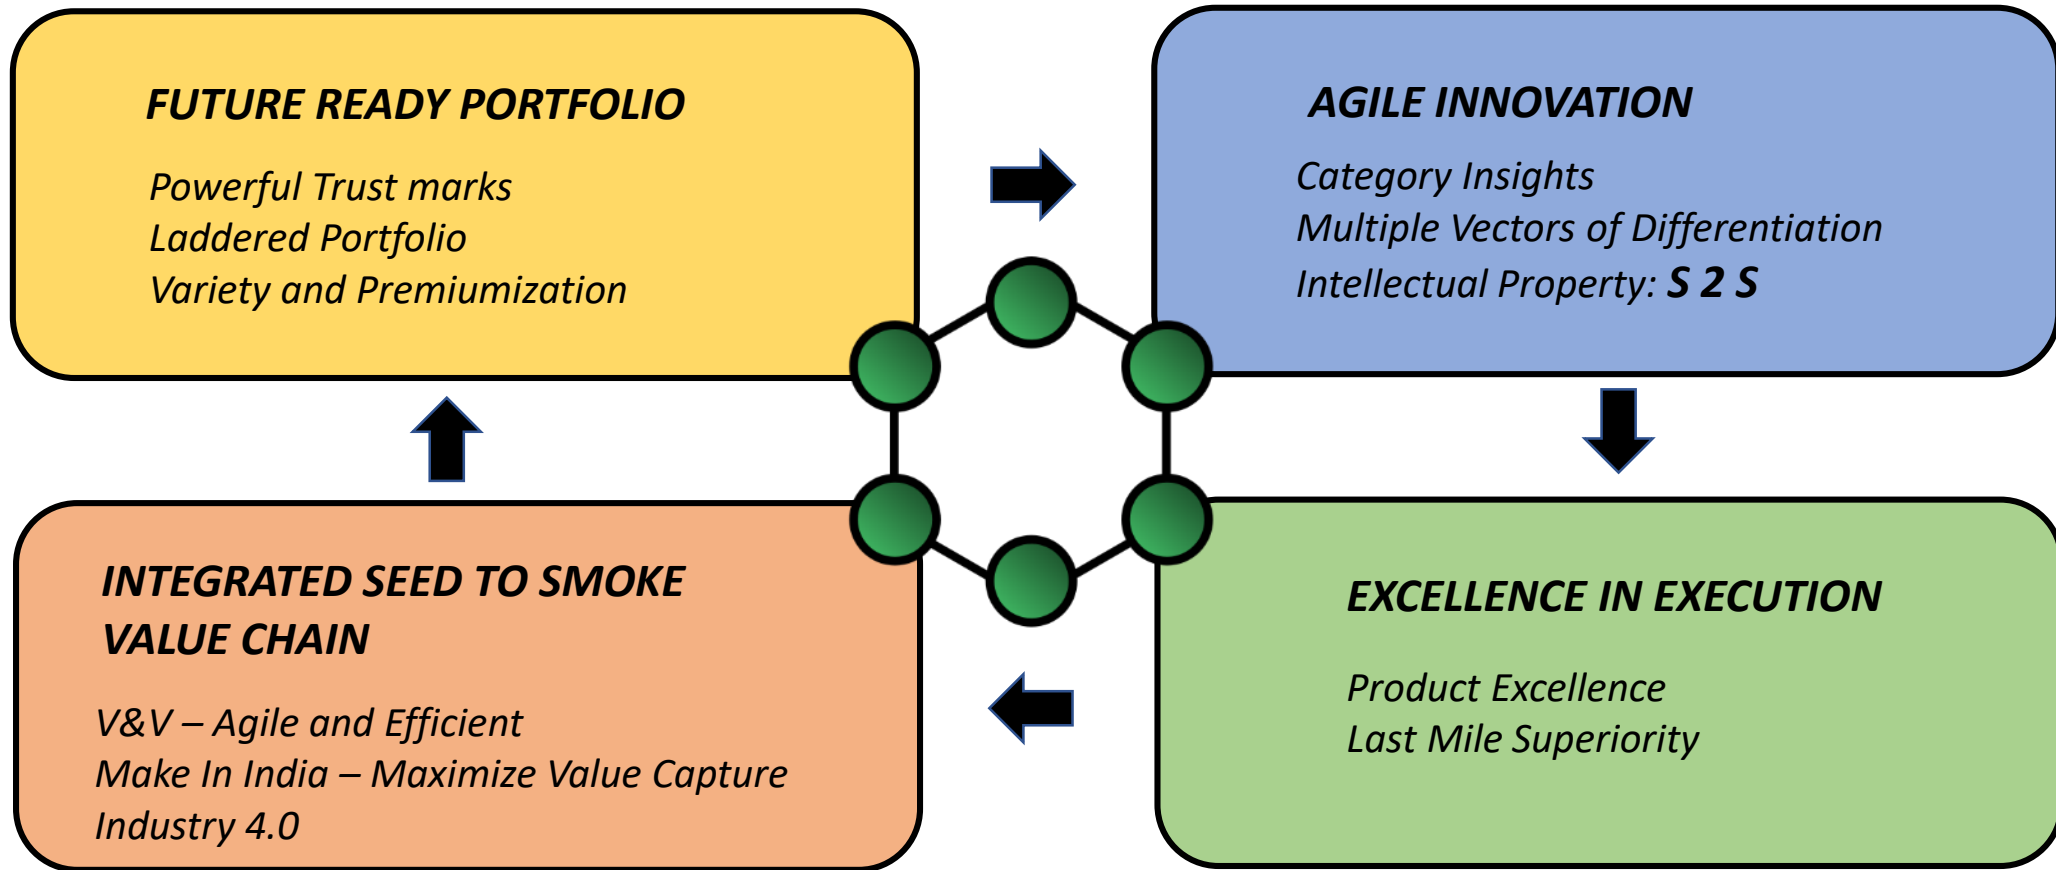 FUTURE READY PORTFOLIO
Powerful Trust marks
Laddered Portfolio
Variety and Premiumization
AGILE INNOVATION
Category Insights
Multiple Vectors of Differentiation
Intellectual Property: S 2 S
INTEGRATED SEED TO SMOKE
VALUE CHAIN
V&V – Agile and Efficient
Make In India – Maximize Value Capture
Industry 4.0
EXCELLENCE IN EXECUTION
Product Excellence
Last Mile Superiority